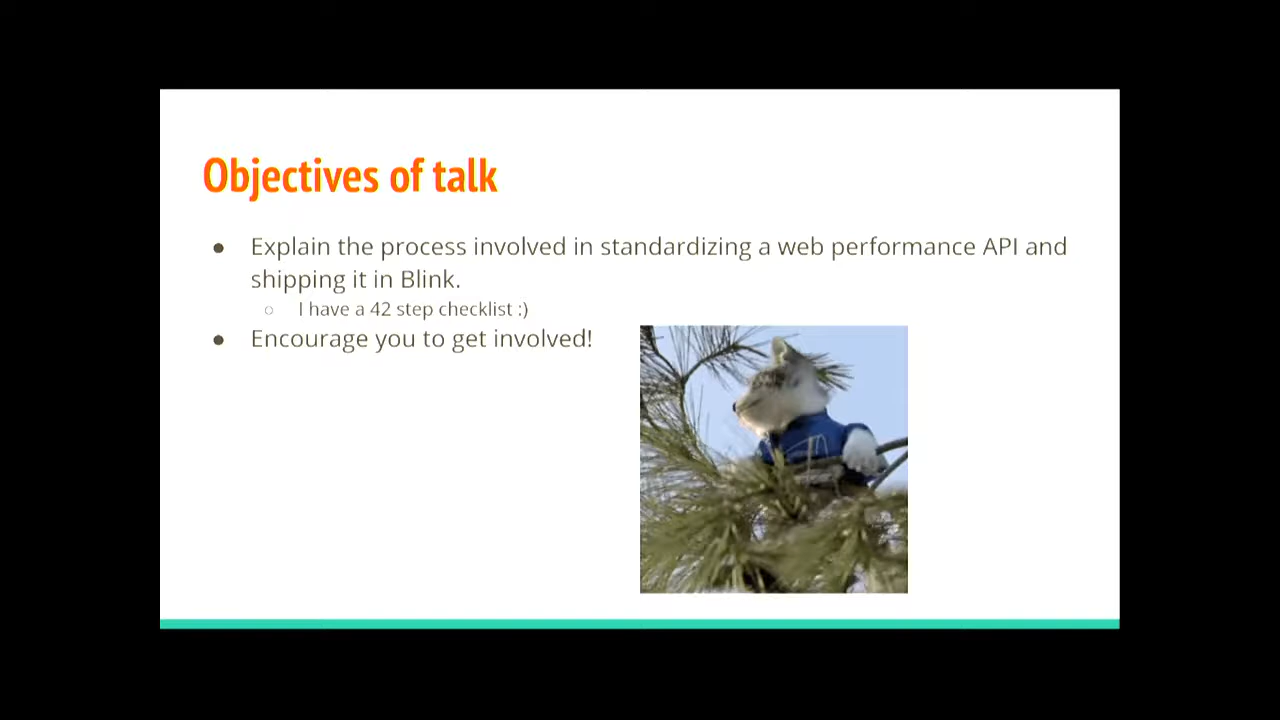 Objectives of talk
● Explain the process involved in standardizing a web performance API and
shipping it in Blink.
○ I have a 42 step checklist :)
● Encourage you to get involved!